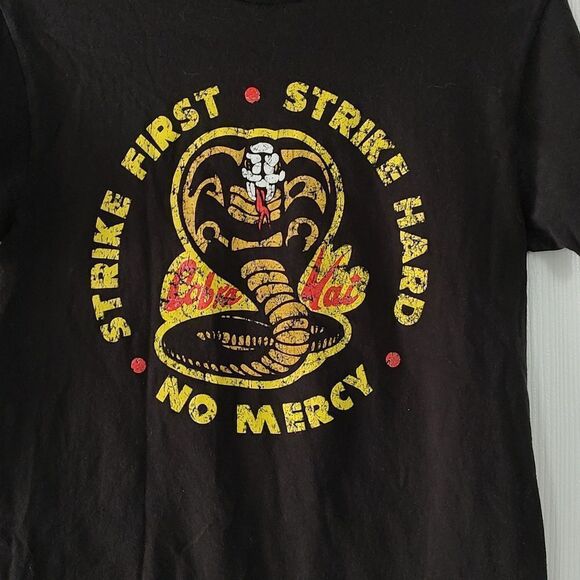 STRIKE FIRST • STRIKE HARD • NO MERCY •
Cobra Kai